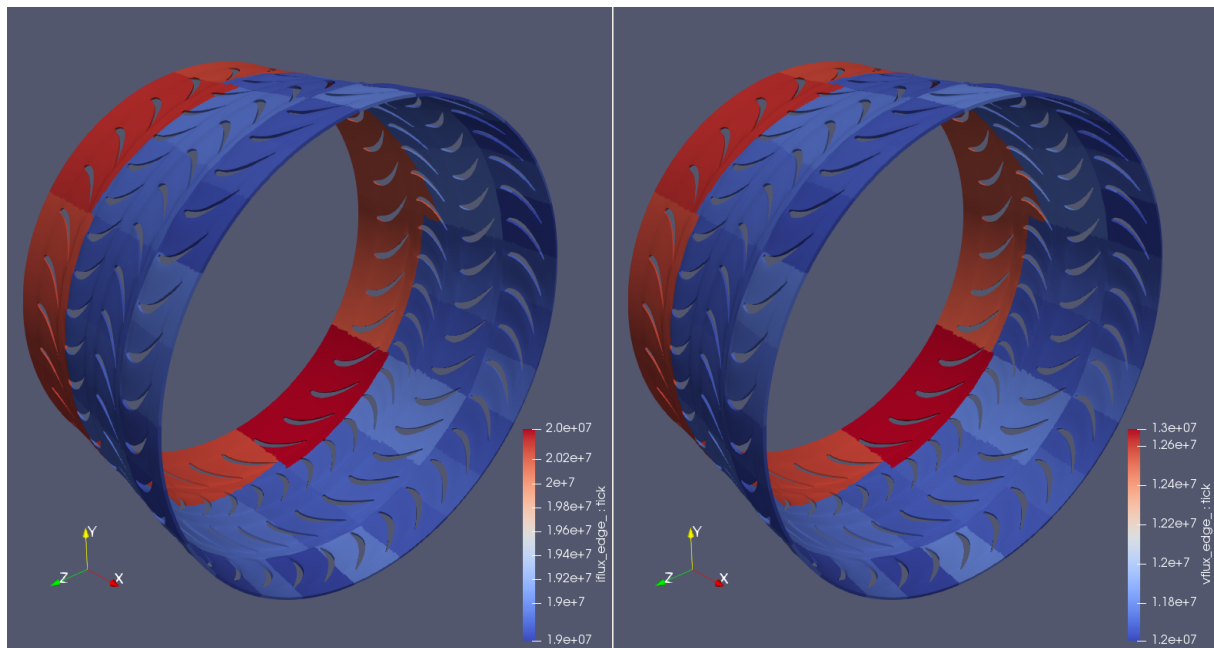 2.0e+07
2.02e+7
2e+7
1.98e+7
1.96e+7
1.94e+7
1.92e+7
1.9e+7
1.9e+07
iflux_edge_:tick
Y
Z
X
1.3e+07
1.26e+7
1.24e+7
1.22e+7
1.2e+7
1.18e+7
1.2e+07
vflux_edge_:tick
Y
Z
X